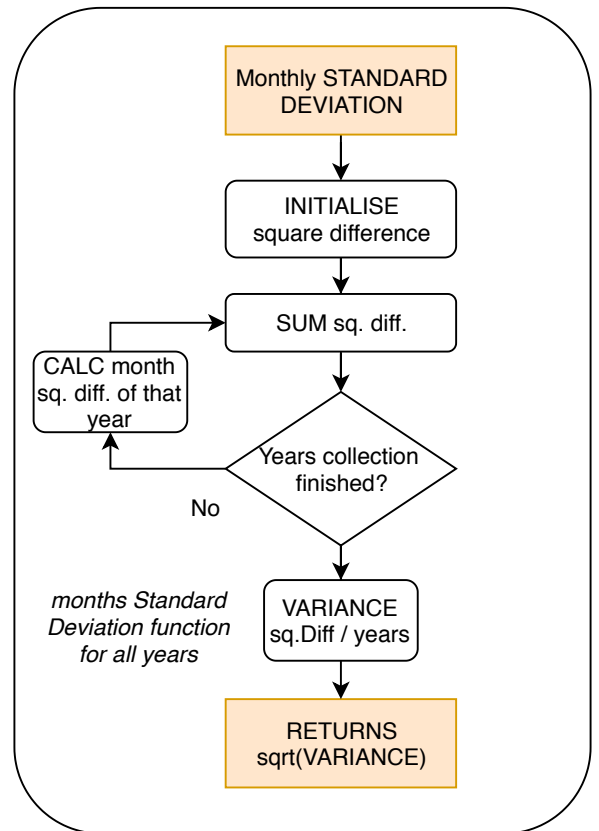 Monthly STANDARD
DEVIATION
INITIALISE
square difference
SUM sq. diff.
CALC month
sq. diff. of that
year
Years collection
finished?
No
months Standard
Deviation function
for all years
VARIANCE
sq.Diff / years
RETURNS
sqrt(VARIANCE)